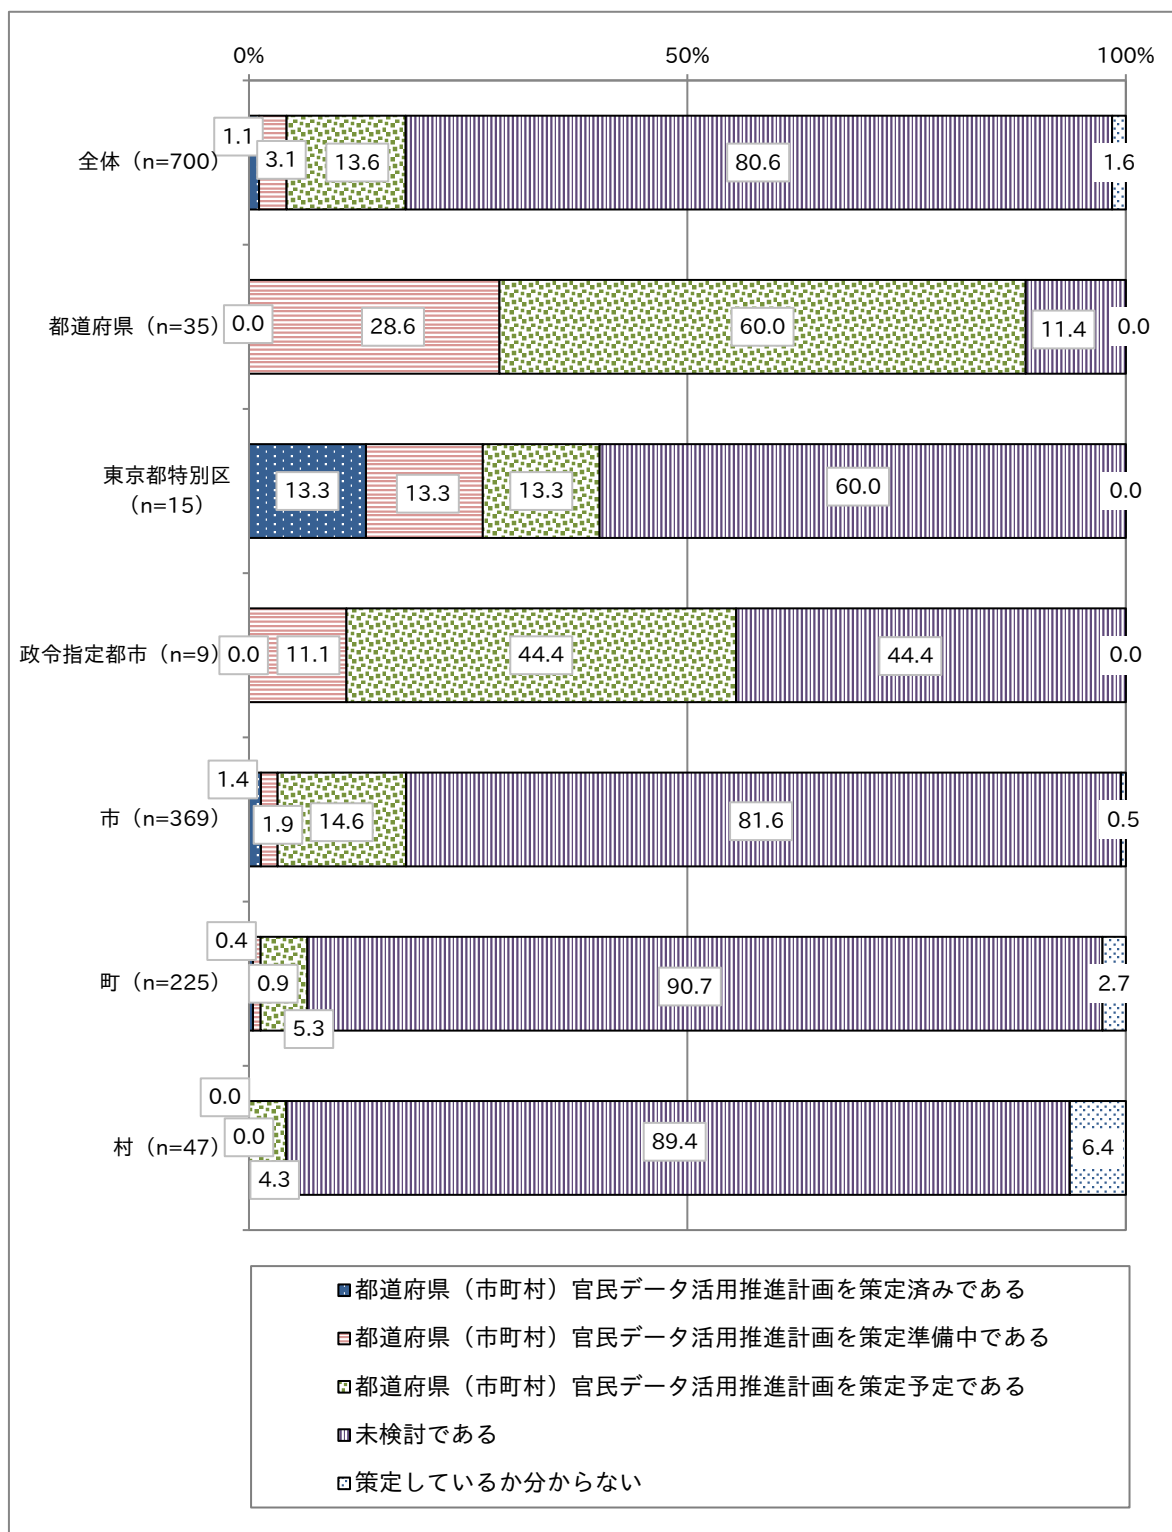 0% 50% 100%
全体（n=700） 1.1 3.1 13.6 80.6 1.6
都道府県（n=35） 0.0 28.6 60.0 11.4 0.0
東京都特別区
（n=15） 13.3 13.3 13.3 60.0 0.0
政令指定都市（n=9） 0.0 11.1 44.4 44.4 0.0
市（n=369） 1.4 1.9 14.6 81.6 0.5
町（n=225） 0.4 0.9 5.3 90.7 2.7
村（n=47） 0.0 0.0 4.3 89.4 6.4
都道府県（市町村）官民データ活用推進計画を策定済みである
都道府県（市町村）官民データ活用推進計画を策定準備中である
都道府県（市町村）官民データ活用推進計画を策定予定である
未検討である
策定しているか分からない